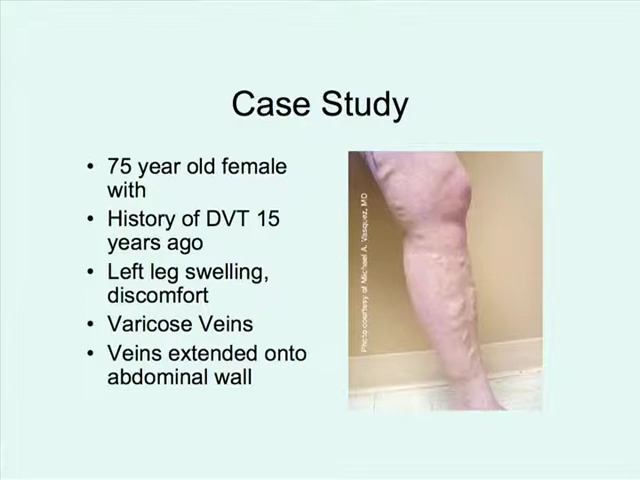 Case Study
• 75 year old female
with
• History of DVT 15
years ago
• Left leg swelling,
discomfort
• Varicose Veins
• Veins extended onto
abdominal wall
Photo courtesy of Michael A. Vasquez, MD